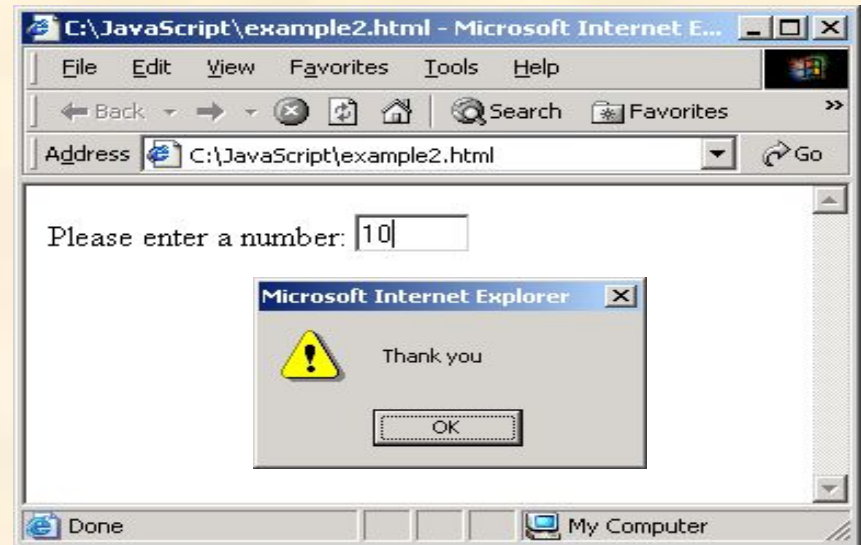 C:\JavaScript\example2.html - Microsoft Internet E...
File Edit View Favorites Tools Help
Back Search Favorites »
Address C:\JavaScript\example2.html Go
Please enter a number: 10
Microsoft Internet Explorer
Thank you
OK
Done My Computer